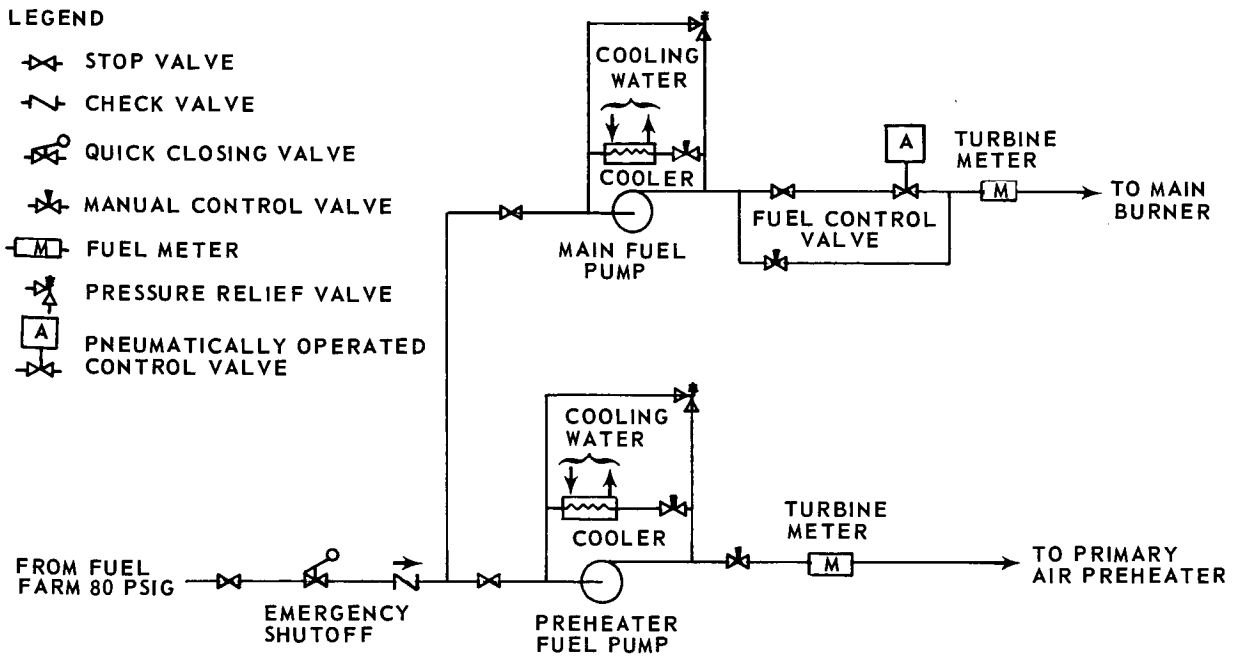 LEGEND
STOP VALVE
CHECK VALVE
QUICK CLOSING VALVE
MANUAL CONTROL VALVE
M FUEL METER
PRESSURE RELIEF VALVE
A
PNEUMATICALLY OPERATED
CONTROL VALVE
COOLING
WATER
COOLER
MAIN FUEL
PUMP
A
FUEL CONTROL
VALVE
TURBINE
METER
M
TO MAIN
BURNER
COOLING
WATER
COOLER
PREHEATER
FUEL PUMP
TURBINE
METER
M
TO PRIMARY
AIR PREHEATER
FROM FUEL
FARM 80 PSIG
EMERGENCY
SHUTOFF